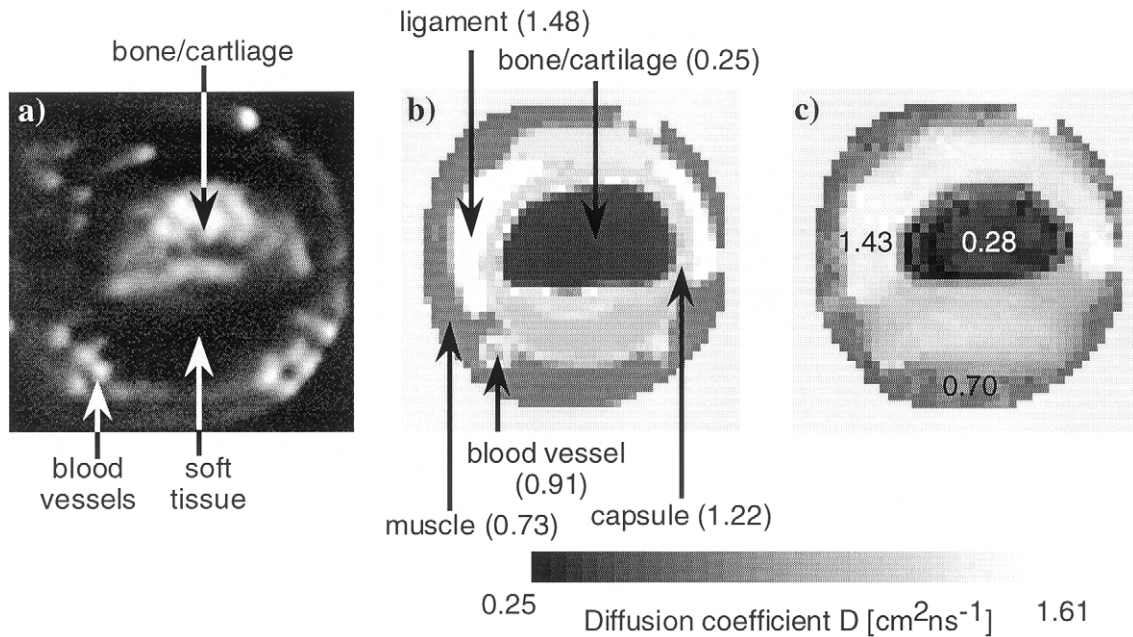 ligament (1.48)
bone/cartliage
bone/cartilage (0.25)
a)
b)
c)
1.43
0.28
0.70
blood
vessels
soft
tissue
blood vessel
(0.91)
muscle (0.73)
capsule (1.22)
0.25
Diffusion coefficient D [cm²ns⁻¹]
1.61